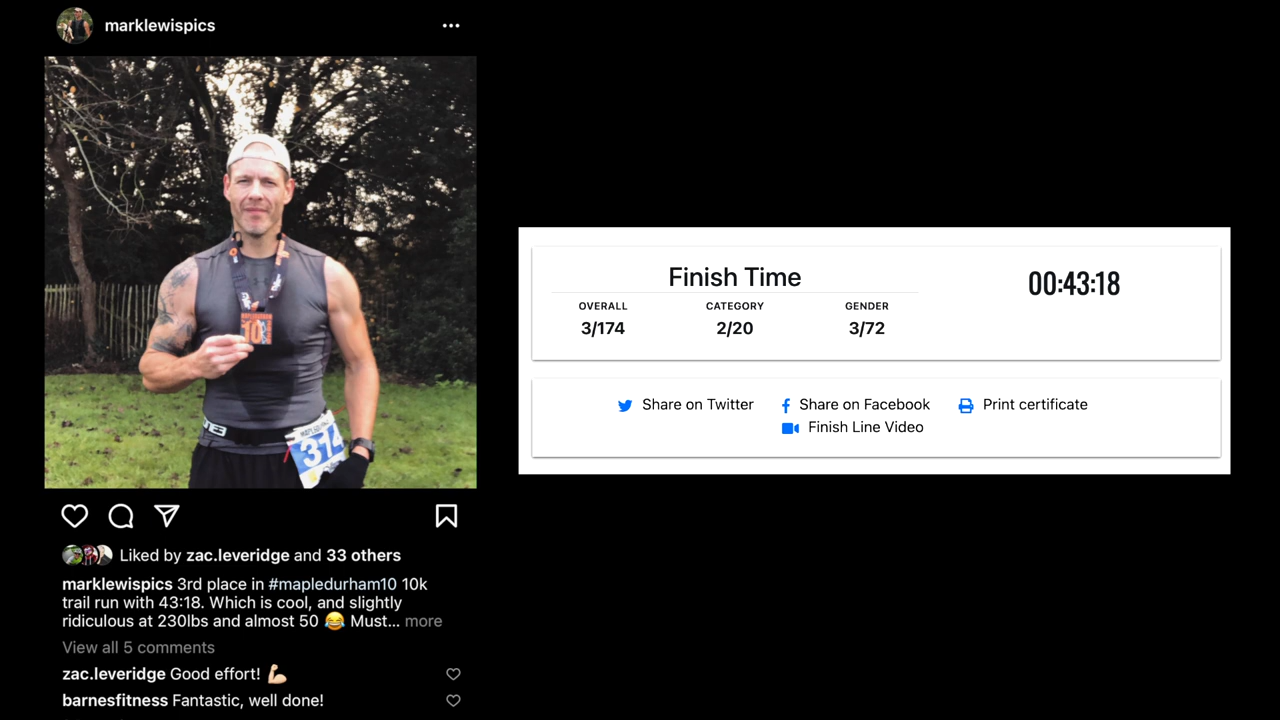 marklewispics
10
314
Liked by zac.leveridge and 33 others
marklewispics 3rd place in #mapledurham10 10k
trail run with 43:18. Which is cool, and slightly
ridiculous at 230lbs and almost 50 😂 Must... more
View all 5 comments
zac.leveridge Good effort! 💪🏼
barnesfitness Fantastic, well done!
Finish Time
OVERALL CATEGORY GENDER
3/174 2/20 3/72
00:43:18
Share on Twitter Share on Facebook Print certificate
Finish Line Video